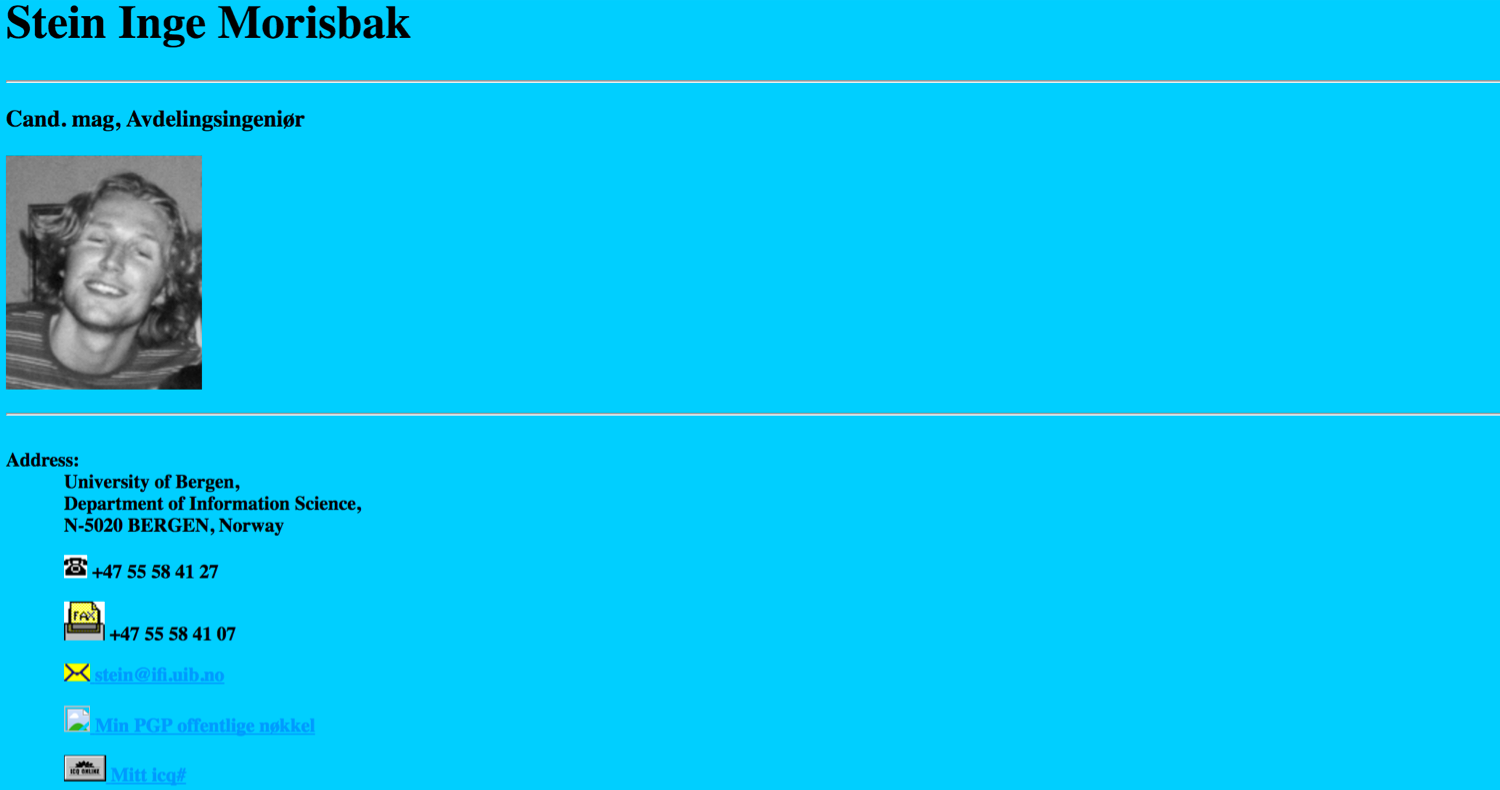 Stein Inge Morisbak
Cand. mag, Avdelingsingeniør
Address:
University of Bergen,
Department of Information Science,
N-5020 BERGEN, Norway
+47 55 58 41 27
FAX +47 55 58 41 07
stein@ifi.uib.no
Min PGP offentlige nøkkel
ICQ ONLINE Mitt icq#